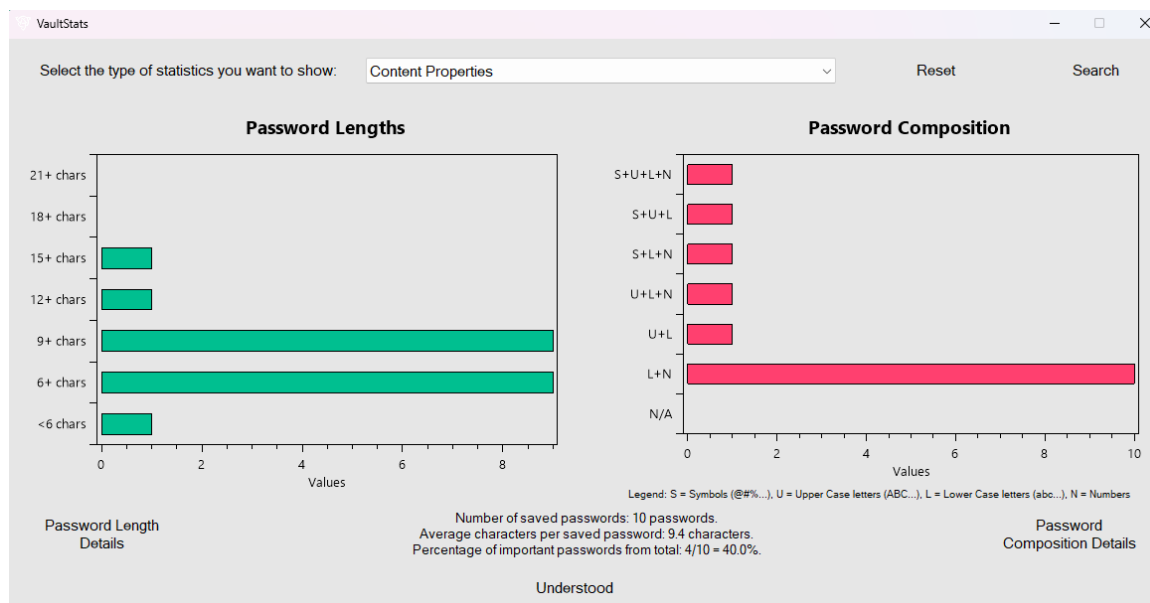 VaultStats
Select the type of statistics you want to show:
Content Properties
Reset
Search
Password Lengths
21+ chars
18+ chars
15+ chars
12+ chars
9+ chars
6+ chars
<6 chars
0 2 4 6 8
Values
Password Composition
S+U+L+N
S+U+L
S+L+N
U+L+N
U+L
L+N
N/A
0 2 4 6 8 10
Values
Legend: S = Symbols (@#%...), U = Upper Case letters (ABC...), L = Lower Case letters (abc...), N = Numbers
Password Length
Details
Number of saved passwords: 10 passwords.
Average characters per saved password: 9.4 characters.
Percentage of important passwords from total: 4/10 = 40.0%.
Password
Composition Details
Understood